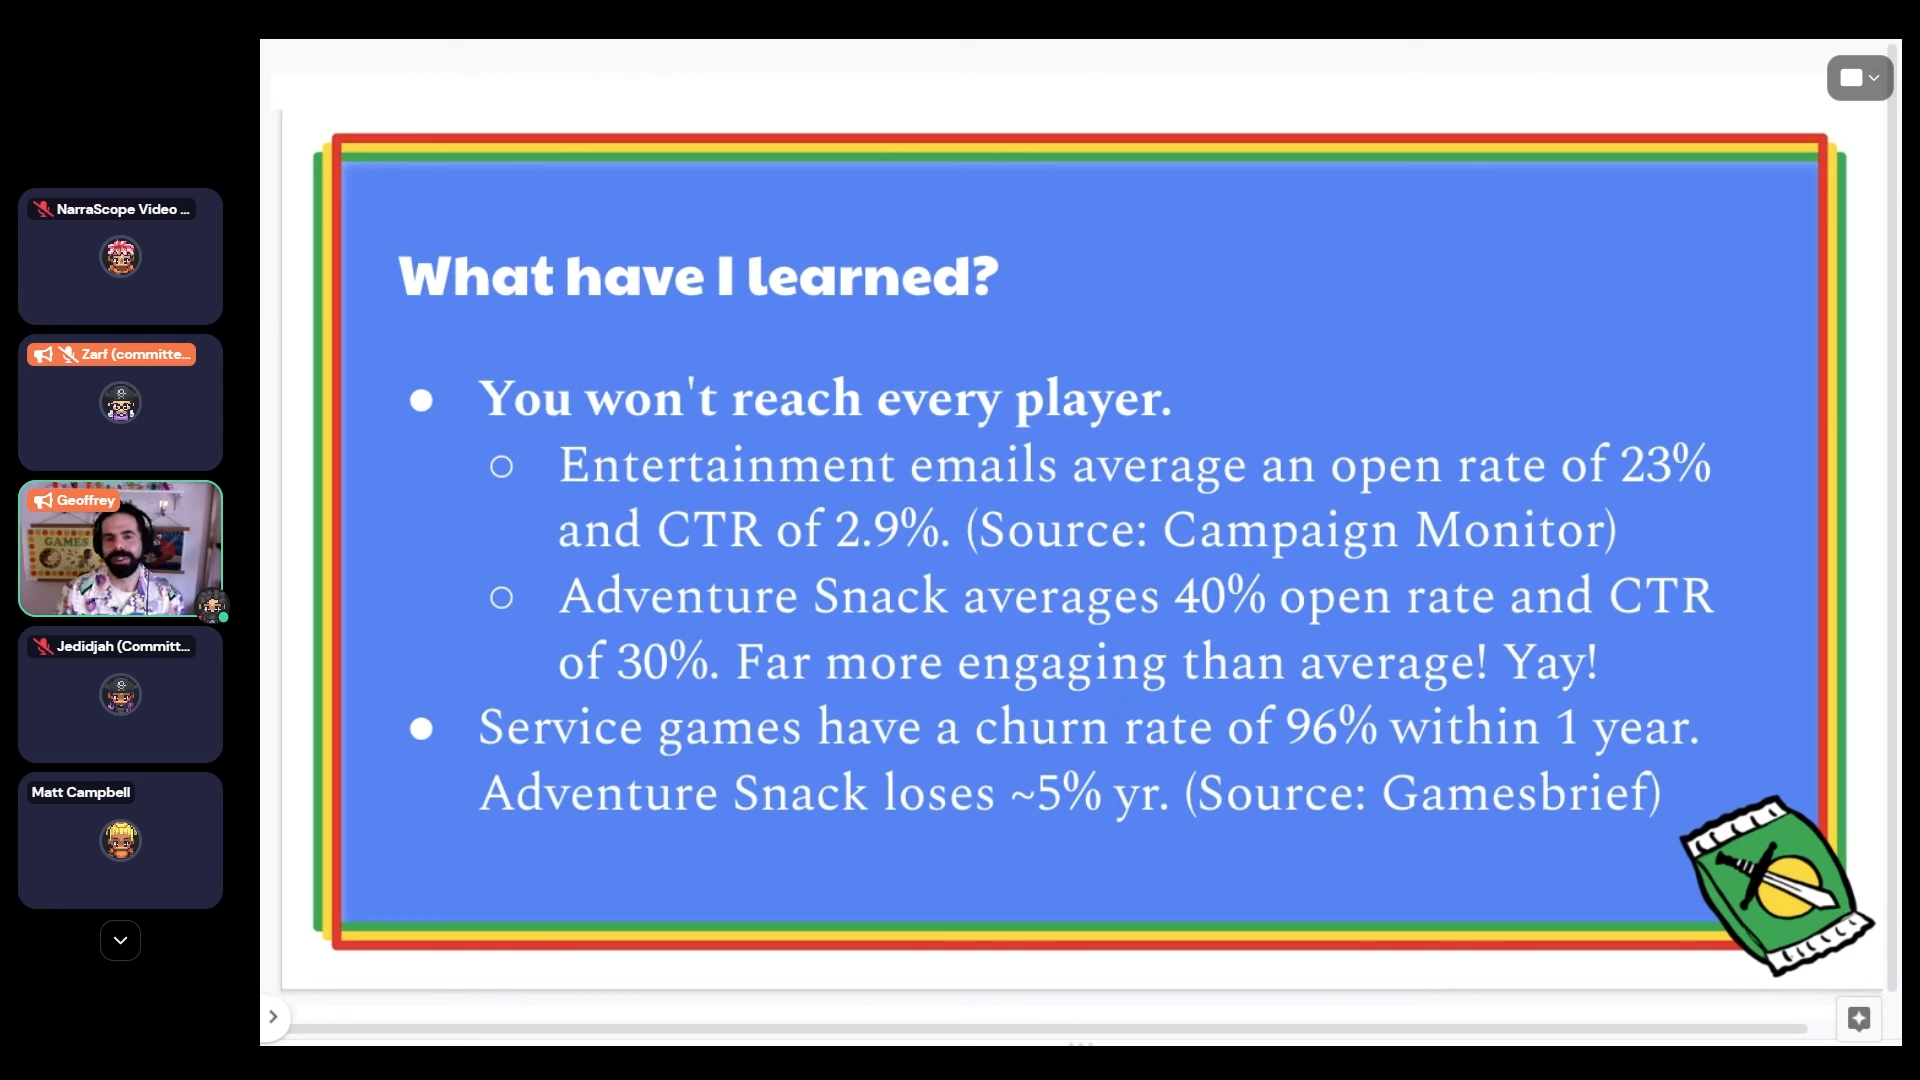 NarraScope Video ...
Zarf (committe...
Geoffrey
GAMES
Jedidjah (Committ...
Matt Campbell
What have I learned?
● You won't reach every player.
○ Entertainment emails average an open rate of 23%
and CTR of 2.9%. (Source: Campaign Monitor)
○ Adventure Snack averages 40% open rate and CTR
of 30%. Far more engaging than average! Yay!
● Service games have a churn rate of 96% within 1 year.
Adventure Snack loses ~5% yr. (Source: Gamesbrief)